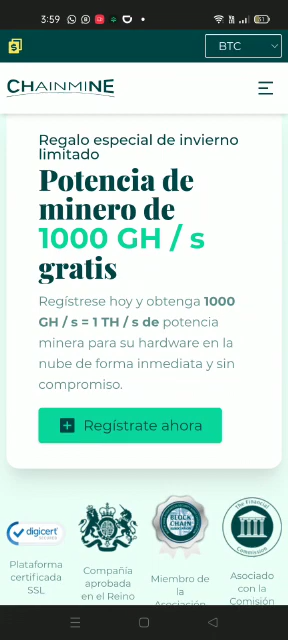 3:59
51
BTC
CHAINMINE
Regalo especial de invierno
limitado
Potencia de
minero de
1000 GH / s
gratis
Regístrese hoy y obtenga 1000
GH / s = 1 TH / s de potencia
minera para su hardware en la
nube de forma inmediata y sin
compromiso.
Regístrate ahora
digicert
BLOCK
CHAIN
The Financial
Commission
Plataforma
certificada
SSL
Compañía
aprobada
en el Reino
Miembro de
la
Asociación
Asociado
con la
Comisión